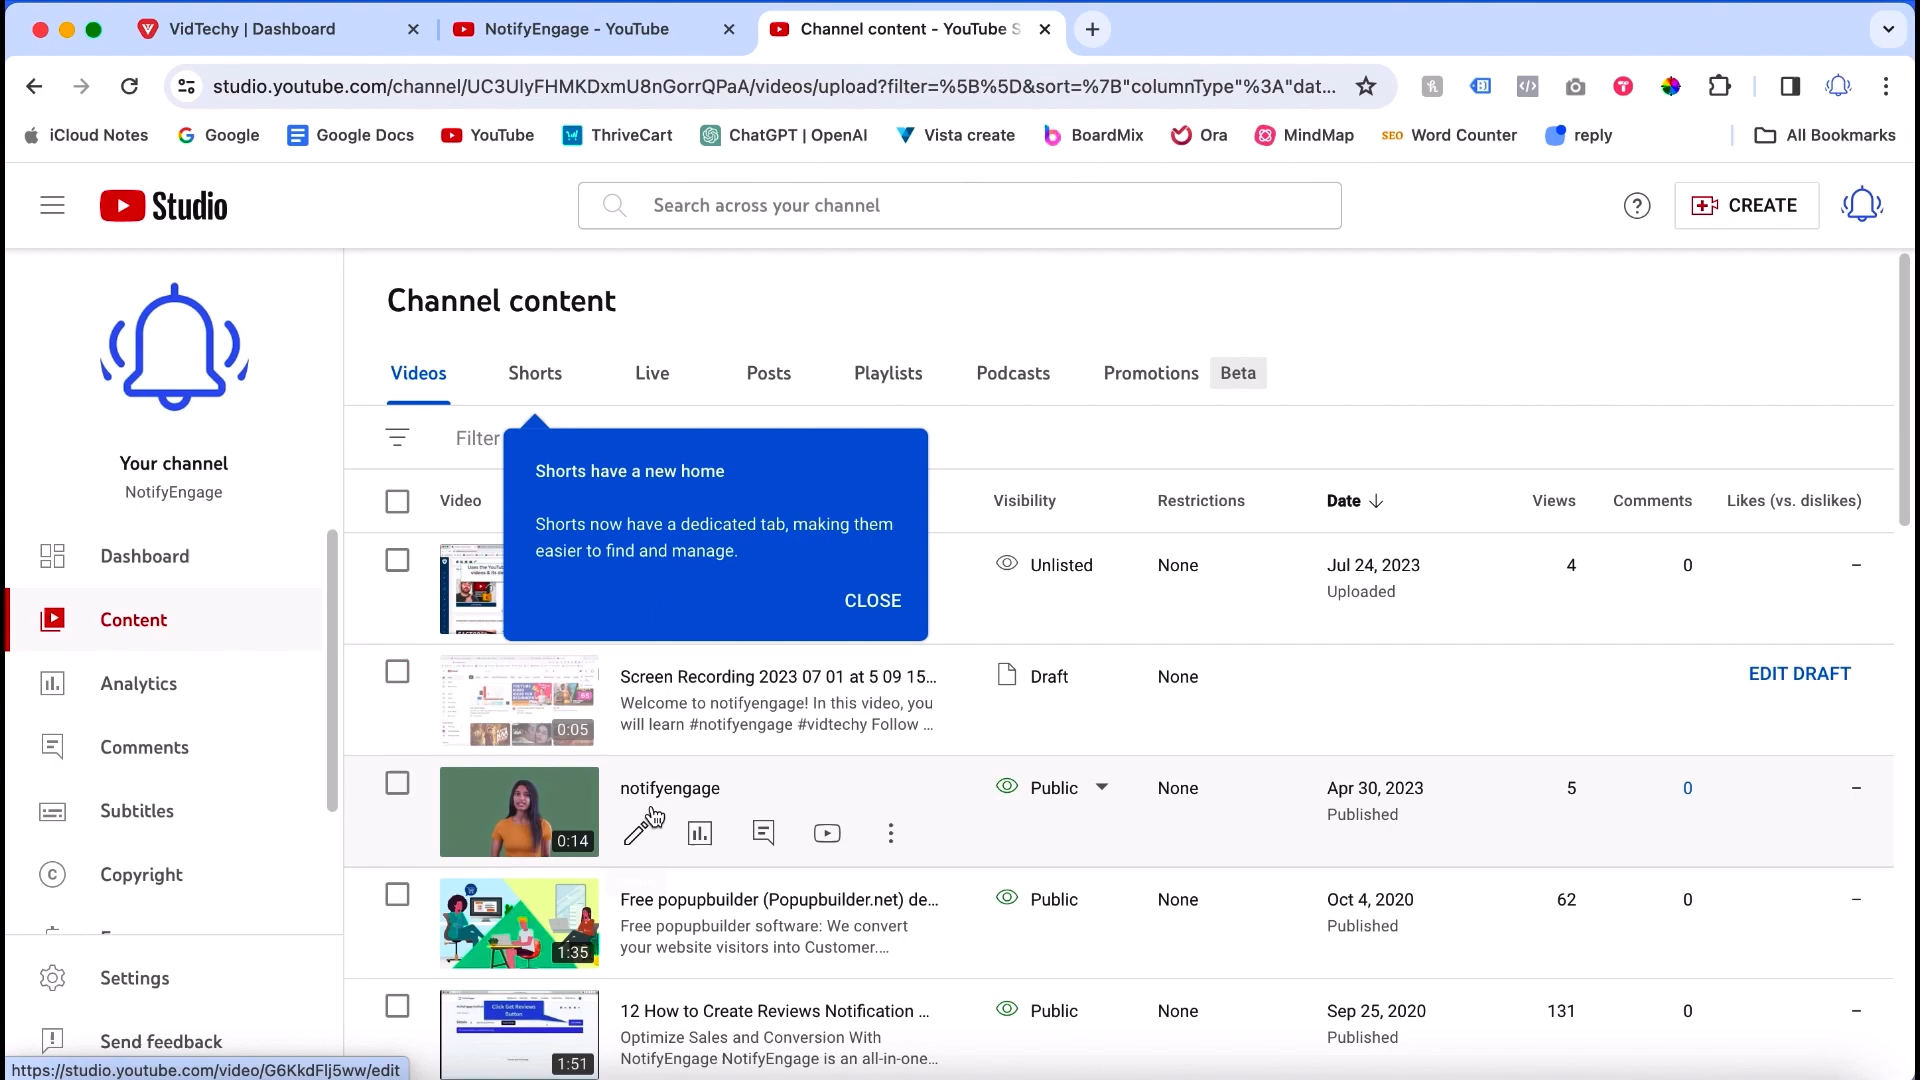 VidTechy | Dashboard
NotifyEngage - YouTube
Channel content - YouTube S
studio.youtube.com/channel/UC3UlyFHMKDxmU8nGorrQPaA/videos/upload?filter=%5B%5D&sort=%7B"columnType"%3A"dat...
iCloud Notes
Google
Google Docs
YouTube
ThriveCart
ChatGPT | OpenAI
Vista create
BoardMix
Ora
MindMap
SEO Word Counter
reply
All Bookmarks
Studio
Search across your channel
CREATE
Your channel
NotifyEngage
Dashboard
Content
Analytics
Comments
Subtitles
Copyright
Settings
Send feedback
https://studio.youtube.com/video/G6KkdFlj5ww/edit
Channel content
Videos
Shorts
Live
Posts
Playlists
Podcasts
Promotions
Beta
Filter
Shorts have a new home
Shorts now have a dedicated tab, making them
easier to find and manage.
CLOSE
Video
Visibility
Restrictions
Date
Views
Comments
Likes (vs. dislikes)
Unlisted
None
Jul 24, 2023
Uploaded
4
0
–
0:05
Screen Recording 2023 07 01 at 5 09 15...
Welcome to notifyengage! In this video, you
will learn #notifyengage #vidtechy Follow ...
Draft
None
EDIT DRAFT
0:14
notifyengage
Public
None
Apr 30, 2023
Published
5
0
–
1:35
Free popupbuilder (Popupbuilder.net) de...
Free popupbuilder software: We convert
your website visitors into Customer....
Public
None
Oct 4, 2020
Published
62
0
–
Click Get Reviews
Button
1:51
12 How to Create Reviews Notification ...
Optimize Sales and Conversion With
NotifyEngage NotifyEngage is an all-in-one...
Public
None
Sep 25, 2020
Published
131
0
–